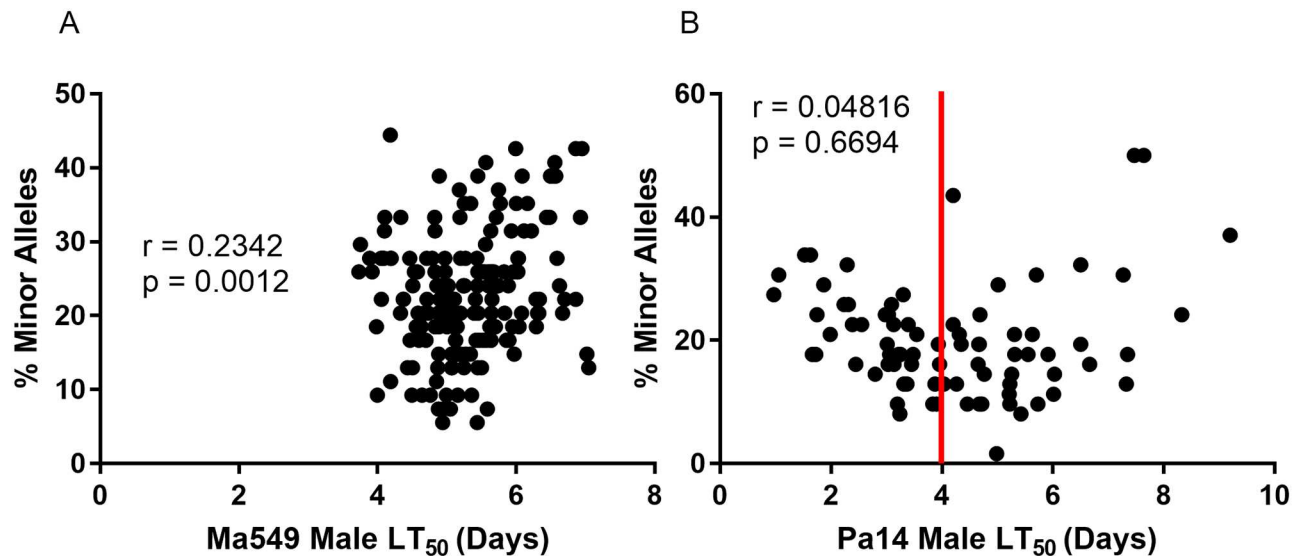 A
50
40
30
20
10
0
% Minor Alleles
r = 0.2342
p = 0.0012
0 2 4 6 8
Ma549 Male LT₅₀ (Days)
B
60
40
20
0
% Minor Alleles
r = 0.04816
p = 0.6694
0 2 4 6 8 10
Pa14 Male LT₅₀ (Days)